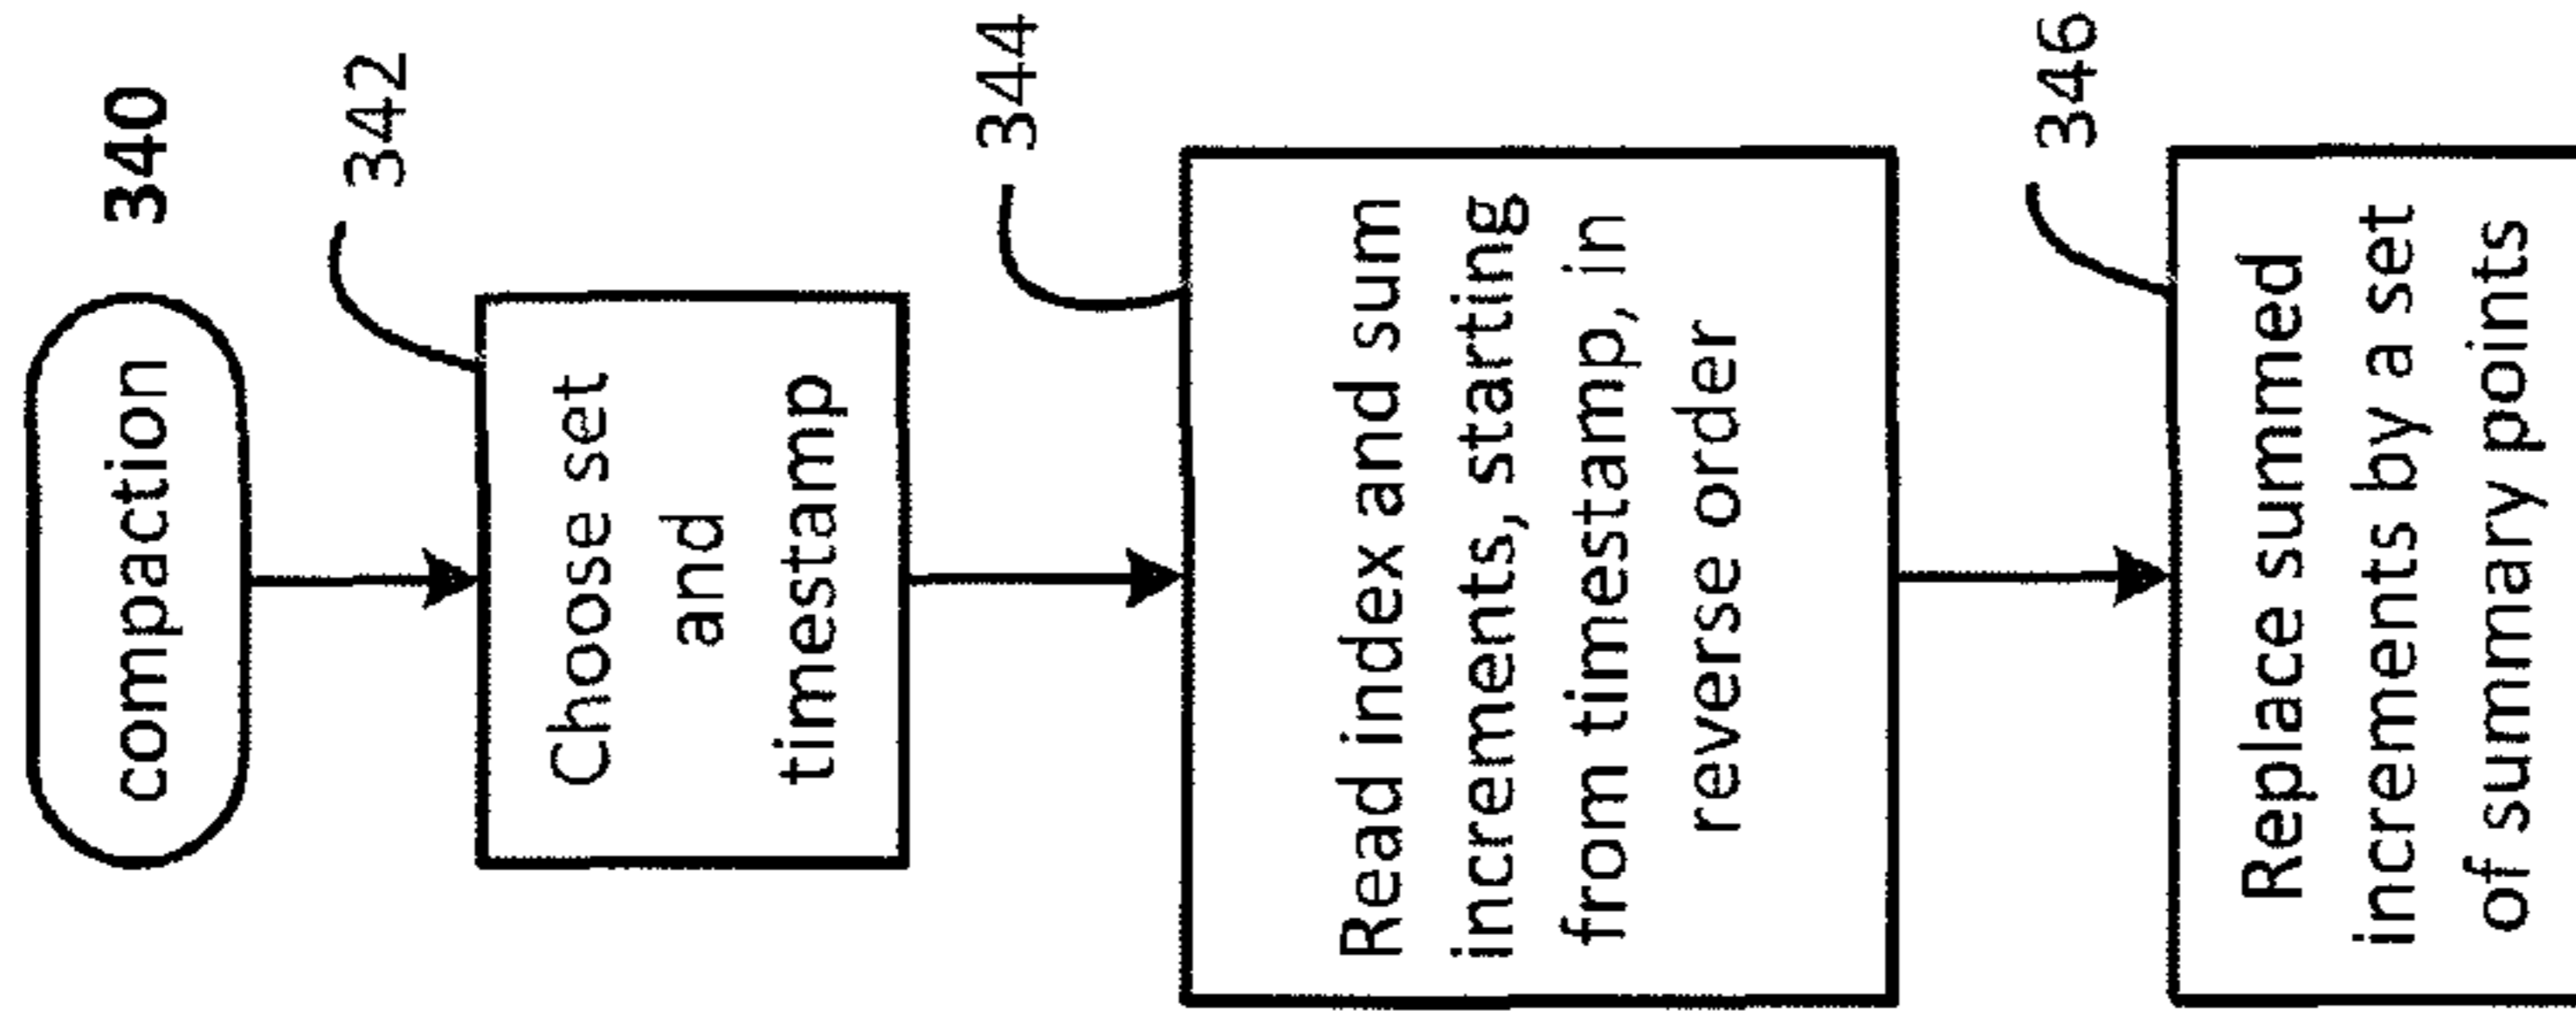 compaction
340
342
Choose set
and
timestamp
344
Read index and sum
increments, starting
from timestamp, in
reverse order
346
Replace summed
increments by a set
of summary points